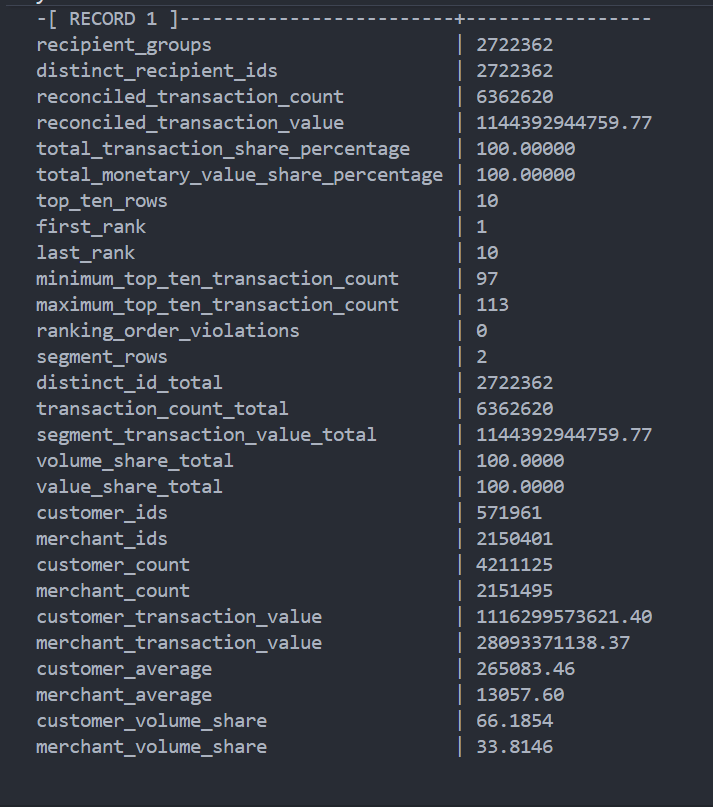 -[ RECORD 1 ]-------------------------+-----------------
recipient_groups                      | 2722362
distinct_recipient_ids                | 2722362
reconciled_transaction_count          | 6362620
reconciled_transaction_value          | 1144392944759.77
total_transaction_share_percentage    | 100.00000
total_monetary_value_share_percentage | 100.00000
top_ten_rows                          | 10
first_rank                            | 1
last_rank                             | 10
minimum_top_ten_transaction_count     | 97
maximum_top_ten_transaction_count     | 113
ranking_order_violations              | 0
segment_rows                          | 2
distinct_id_total                     | 2722362
transaction_count_total               | 6362620
segment_transaction_value_total       | 1144392944759.77
volume_share_total                    | 100.0000
value_share_total                     | 100.0000
customer_ids                          | 571961
merchant_ids                          | 2150401
customer_count                        | 4211125
merchant_count                        | 2151495
customer_transaction_value            | 1116299573621.40
merchant_transaction_value            | 28093371138.37
customer_average                      | 265083.46
merchant_average                      | 13057.60
customer_volume_share                 | 66.1854
merchant_volume_share                 | 33.8146